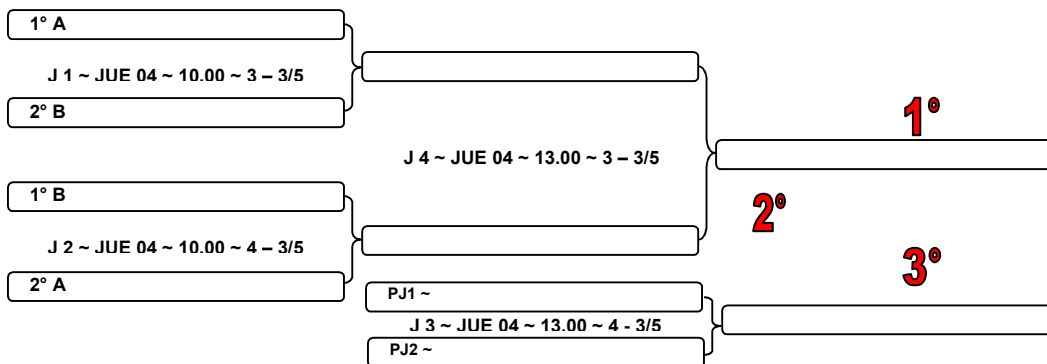 1° A
J 1 ~ JUE 04 ~ 10.00 ~ 3 – 3/5
2° B
J 4 ~ JUE 04 ~ 13.00 ~ 3 – 3/5
1°
1° B
2°
J 2 ~ JUE 04 ~ 10.00 ~ 4 – 3/5
3°
2° A
PJ1 ~
J 3 ~ JUE 04 ~ 13.00 ~ 4 - 3/5
PJ2 ~